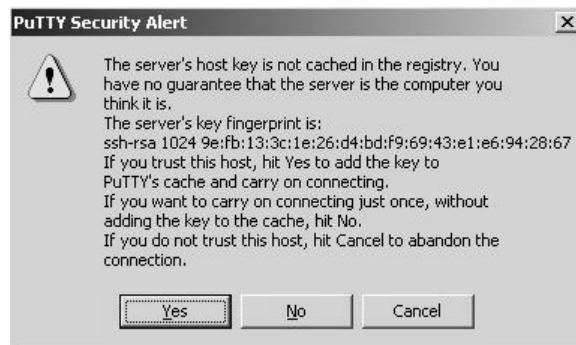 PuTTY Security Alert
The server's host key is not cached in the registry. You
have no guarantee that the server is the computer you
think it is.
The server's key fingerprint is:
ssh-rsa 1024 9e:fb:13:3c:1e:26:d4:bd:f9:69:43:e1:e6:94:28:67
If you trust this host, hit Yes to add the key to
PuTTY's cache and carry on connecting.
If you want to carry on connecting just once, without
adding the key to the cache, hit No.
If you do not trust this host, hit Cancel to abandon the
connection.
Yes No Cancel